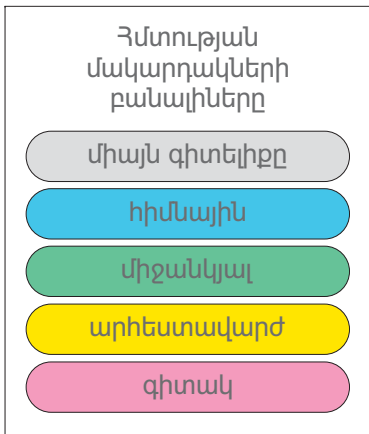 Հմտության
մակարդակների
բանալիները
միայն գիտելիքը
հիմնային
միջանկյալ
արհեստավարժ
գիտակ